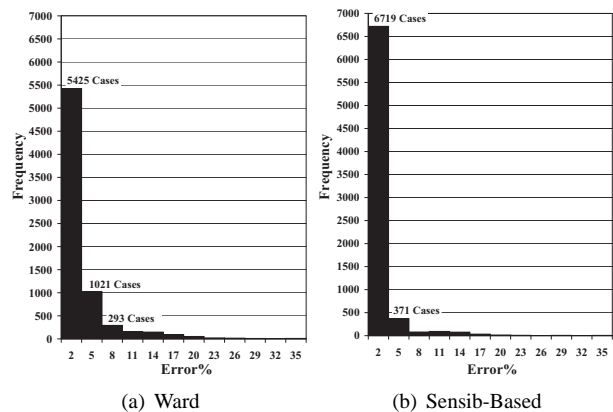 7000
6500
6000
5500
5000
4500
4000
3500
3000
2500
2000
1500
1000
500
0
Frequency
5425 Cases
1021 Cases
293 Cases
2 5 8 11 14 17 20 23 26 29 32 35
Error%
(a) Ward
7000
6500
6000
5500
5000
4500
4000
3500
3000
2500
2000
1500
1000
500
0
Frequency
6719 Cases
371 Cases
2 5 8 11 14 17 20 23 26 29 32 35
Error%
(b) Sensib-Based